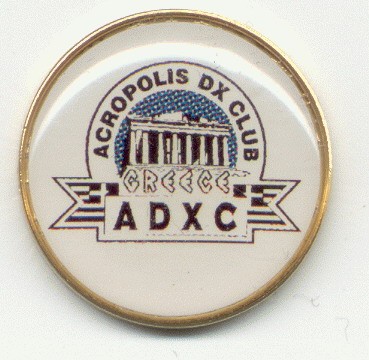 ACROPOLIS DX CLUB
GREECE
ADXC